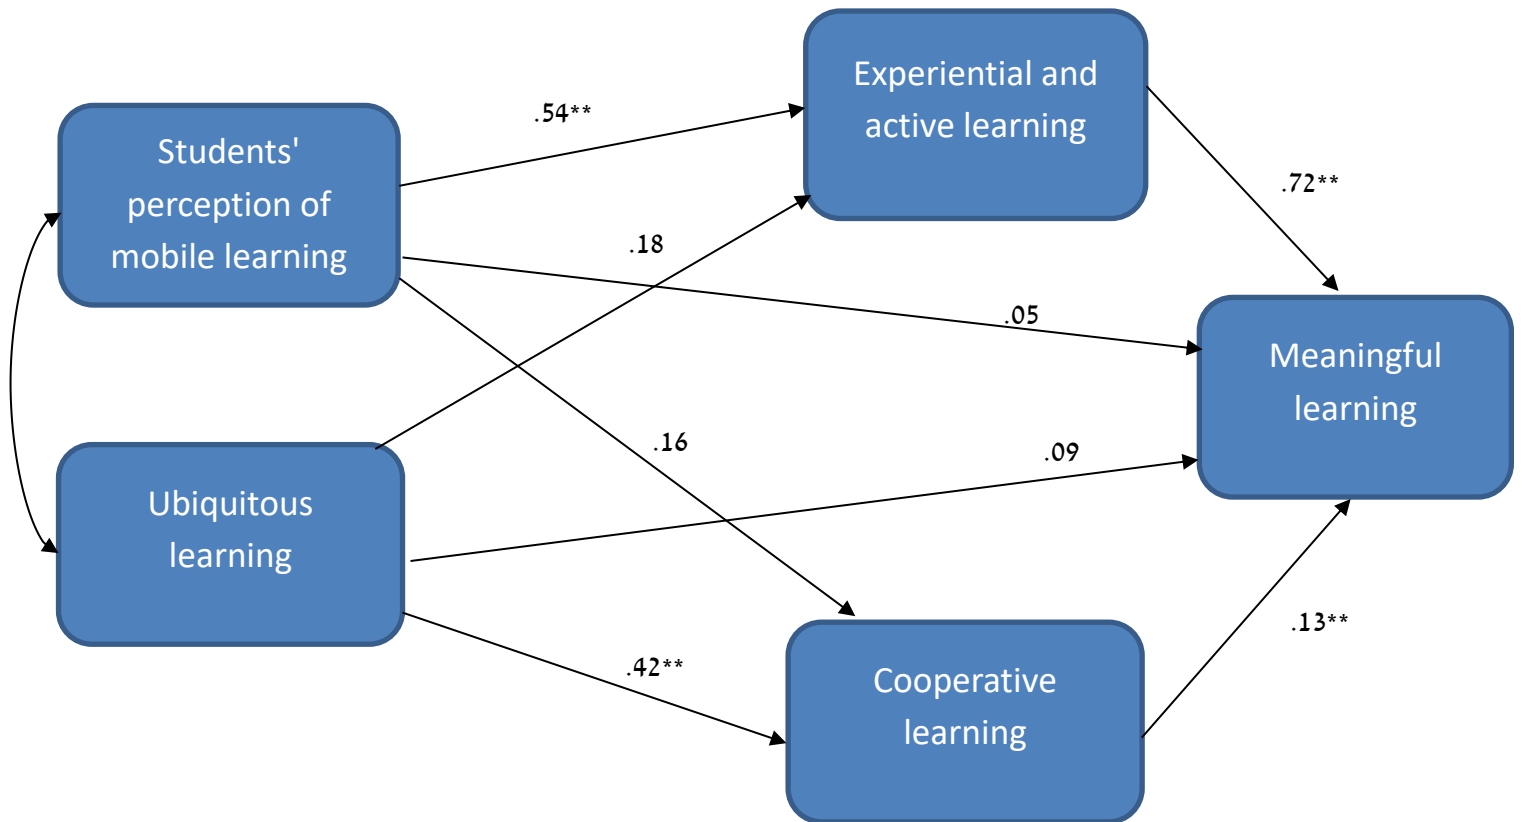 Experiential and
active learning
.54**
Students'
perception of
mobile learning
.72**
.18
.05
Meaningful
learning
.16
.09
Ubiquitous
learning
.13**
.42**
Cooperative
learning